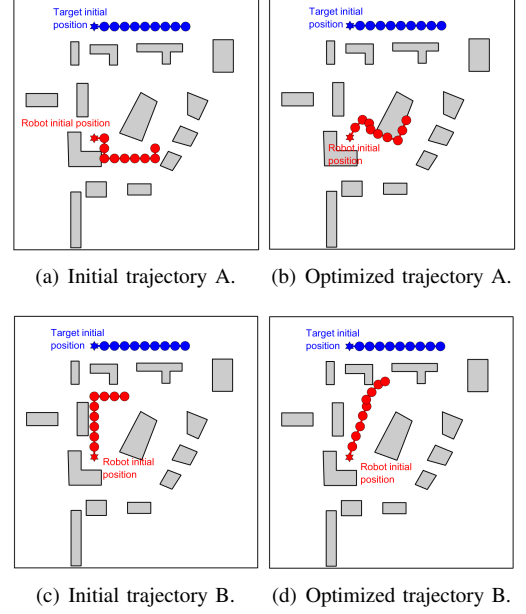 Target initial
position
Robot initial position
(a) Initial trajectory A.
Target initial
position
Robot initial
position
(b) Optimized trajectory A.
Target initial
position
Robot initial
position
(c) Initial trajectory B.
Target initial
position
Robot initial
position
(d) Optimized trajectory B.